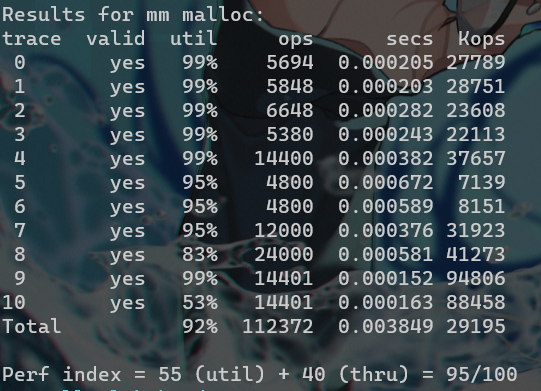 Results for mm malloc:
trace valid util ops secs Kops
0 yes 99% 5694 0.000205 27789
1 yes 99% 5848 0.000203 28751
2 yes 99% 6648 0.000282 23608
3 yes 99% 5380 0.000243 22113
4 yes 99% 14400 0.000382 37657
5 yes 95% 4800 0.000672 7139
6 yes 95% 4800 0.000589 8151
7 yes 95% 12000 0.000376 31923
8 yes 83% 24000 0.000581 41273
9 yes 99% 14401 0.000152 94806
10 yes 53% 14401 0.000163 88458
Total 92% 112372 0.003849 29195
Perf index = 55 (util) + 40 (thru) = 95/100